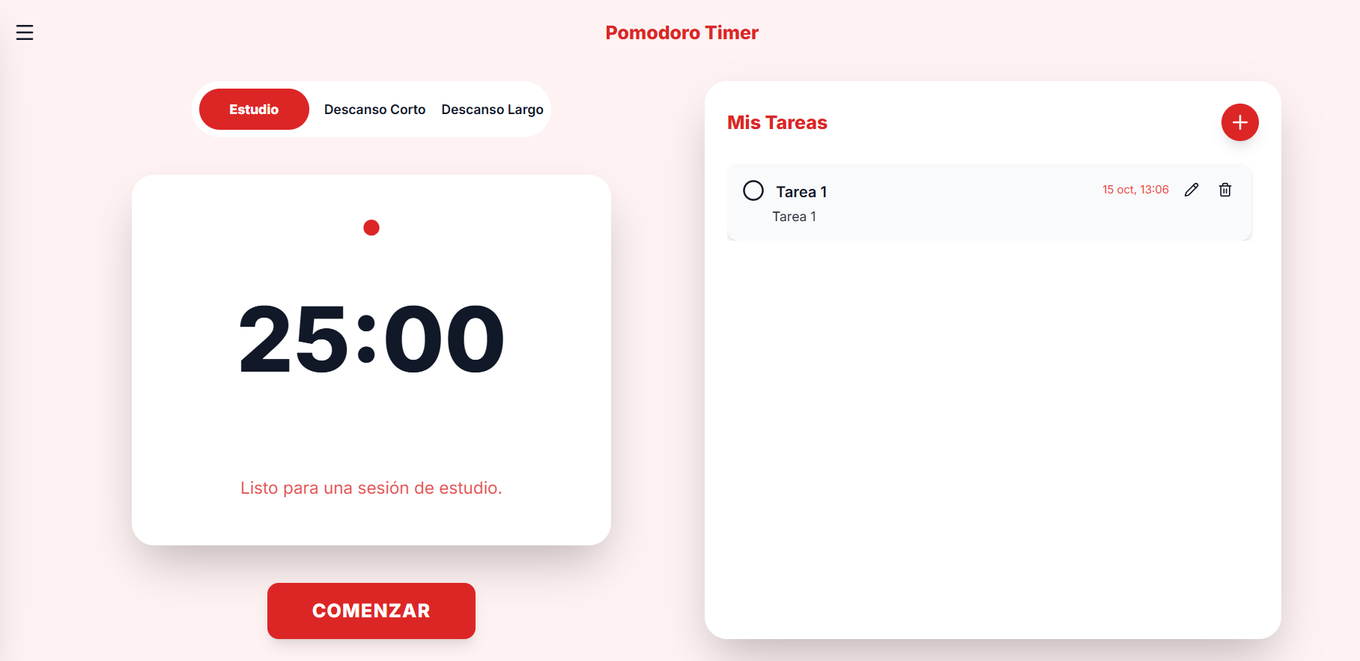 Pomodoro Timer
Estudio Descanso Corto Descanso Largo
25:00
Listo para una sesión de estudio.
COMENZAR
Mis Tareas
Tarea 1 15 oct, 13:06
Tarea 1